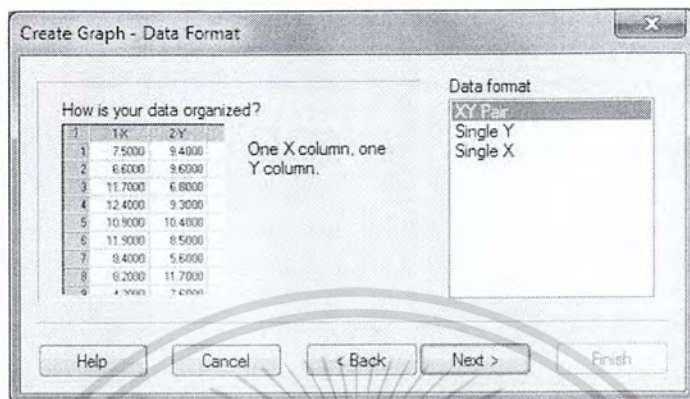 Create Graph - Data Format
How is your data organized?
1-X 2-Y
1 7.5000 9.4000
2 8.6000 9.6000
3 11.7000 6.8000
4 12.4000 9.3000
5 10.9000 10.4000
6 11.9000 8.5000
7 9.4000 5.6000
8 8.2000 11.7000
9
One X column, one
Y column.
Data format
XY Pair
Single Y
Single X
Help
Cancel
< Back
Next >
Finish